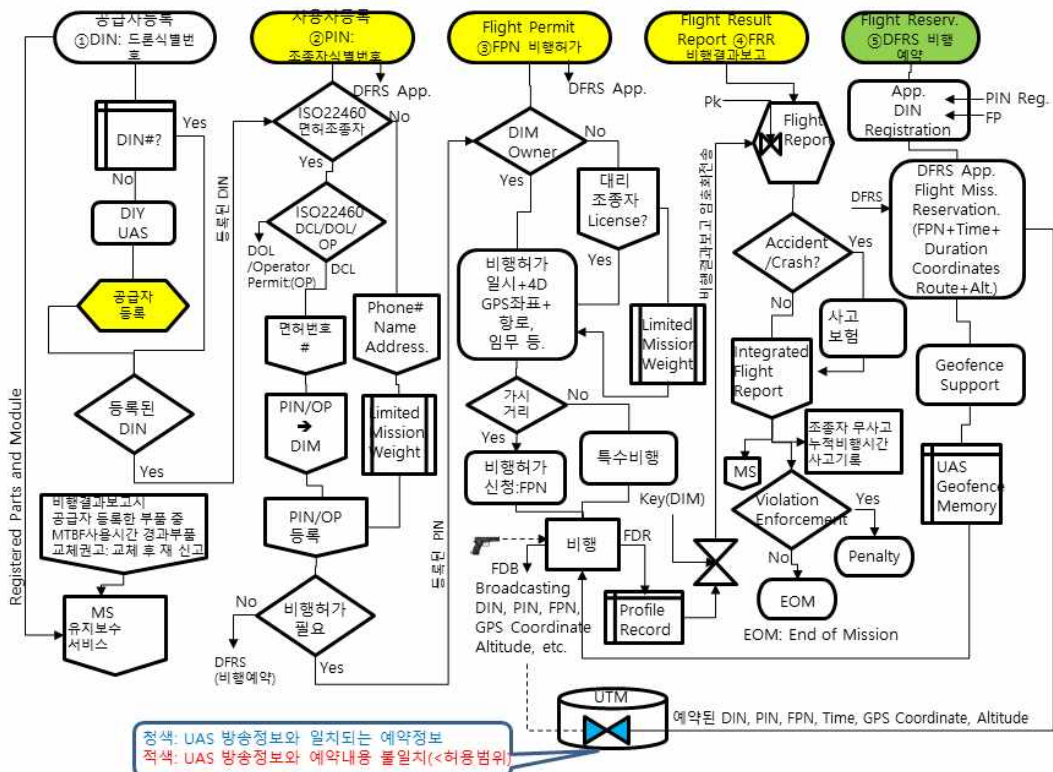 공급자등록
①DIN: 드론식별번
호
DIN#?
Yes
No
DIY
UAS
공급자
등록
등록된
DIN
Yes
비행결과보고시
공급자 등록한 부품 중
MTBF사용시간 경과부품
교체권고: 교체 후 재 신고
MS
유지보수
서비스
Registered Parts and Module
등록된 DIN
사용자등록
②PIN:
조종자식별번호
DFRS App.
No
ISO22460
면허조종자
Yes
ISO22460
DCL/DOL/
OP
DOL
/Operator
Permit:(OP)
DCL
면허번호
#
Phone#
Name
Address.
PIN/OP
➔
DIM
Limited
Mission
Weight
PIN/OP
등록
비행허가
필요
No
DFRS
(비행예약)
Yes
등록된 PIN
Flight Permit
③FPN 비행허가
DFRS App.
DIM
Owner
No
Yes
대리
조종자
License?
Yes
비행허가
일시+4D
GPS좌표+
항로,
임무 등.
Limited
Mission
Weight
가시
거리
No
Yes
비행허가
신청:FPN
특수비행
비행
FDR
FDB
Broadcasting
DIN, PIN, FPN,
GPS Coordinate
Altitude, etc.
Profile
Record
Key(DIM)
비행결과보고 암호화전송
Flight Result
Report ④FRR
비행결과보고
Pk
Flight
Report
Accident
/Crash?
Yes
No
사고
보험
Integrated
Flight
Report
조종자 무사고
누적비행시간
사고기록
MS
Violation
Enforcement
Yes
No
Penalty
EOM
EOM: End of Mission
Flight Reserv.
⑤DFRS 비행
예약
App.
DIN
Registration
PIN Reg.
FP
DFRS
DFRS App.
Flight Miss.
Reservation.
(FPN+Time+
Duration
Coordinates
Route+Alt.)
Geofence
Support
UAS
Geofence
Memory
UTM
예약된 DIN, PIN, FPN, Time, GPS Coordinate, Altitude
청색: UAS 방송정보와 일치되는 예약정보
적색: UAS 방송정보와 예약내용 불일치(<허용범위)